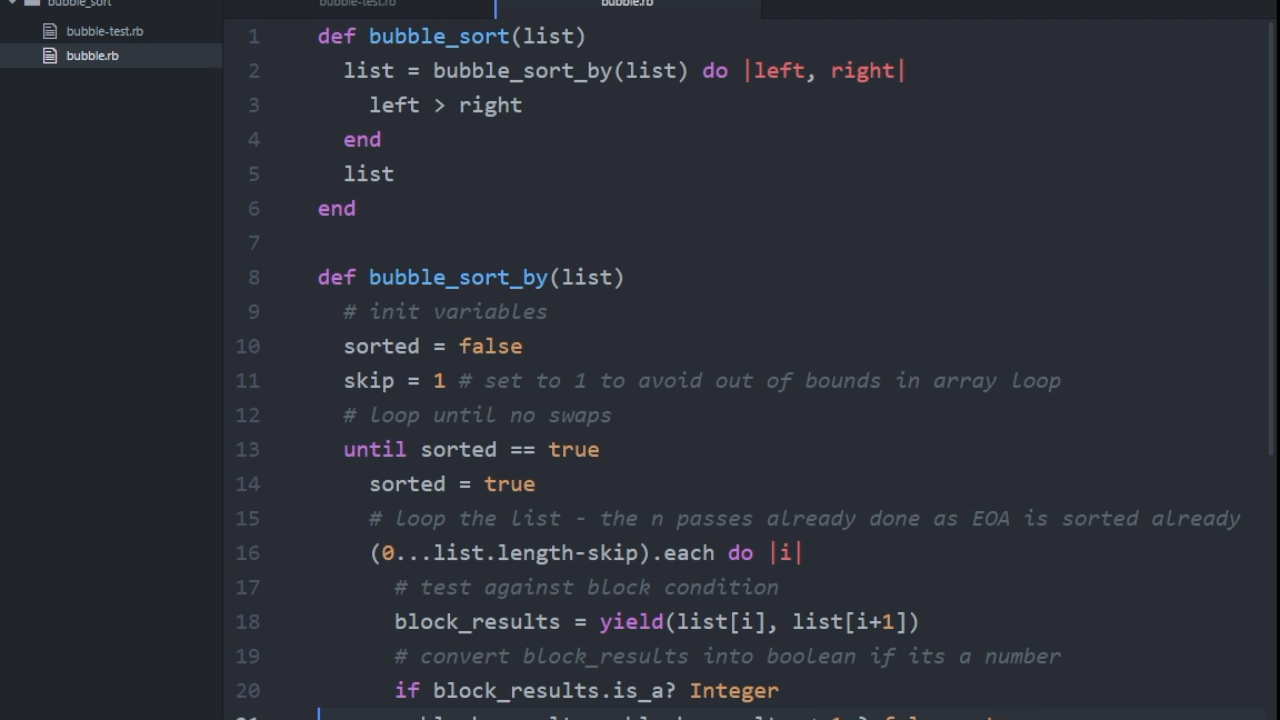 bubble_sort
bubble-test.rb
bubble.rb
bubble-test.rb
bubble.rb
1 def bubble_sort(list)
2 list = bubble_sort_by(list) do |left, right|
3 left > right
4 end
5 list
6 end
7
8 def bubble_sort_by(list)
9 # init variables
10 sorted = false
11 skip = 1 # set to 1 to avoid out of bounds in array loop
12 # loop until no swaps
13 until sorted == true
14 sorted = true
15 # loop the list - the n passes already done as EOA is sorted already
16 (0...list.length-skip).each do |i|
17 # test against block condition
18 block_results = yield(list[i], list[i+1])
19 # convert block_results into boolean if its a number
20 if block_results.is_a? Integer